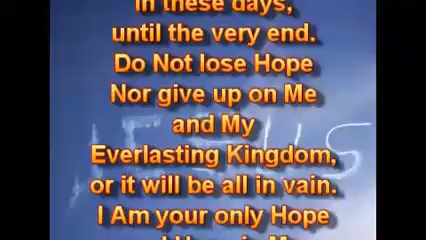 In these days,
until the very end.
Do Not lose Hope
Nor give up on Me
and My
Everlasting Kingdom,
or it will be all in vain.
I Am your only Hope
JESUS